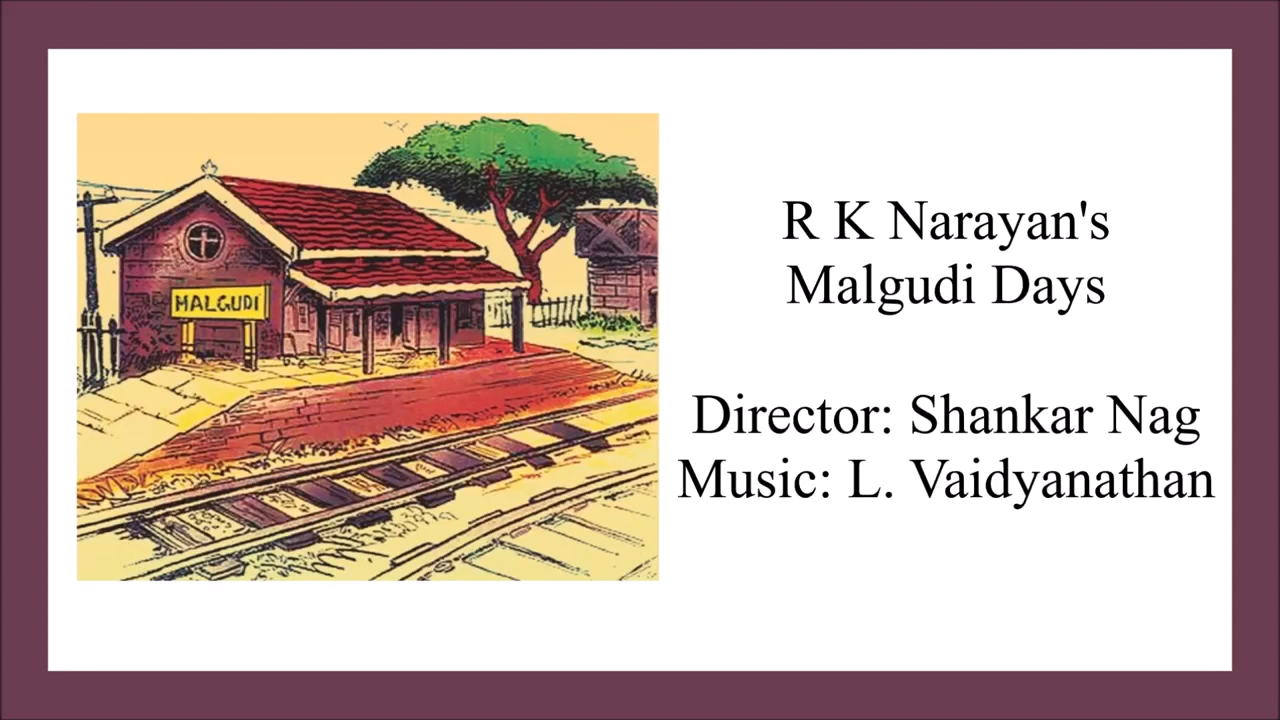 MALGUDI
R K Narayan's
Malgudi Days
Director: Shankar Nag
Music: L. Vaidyanathan